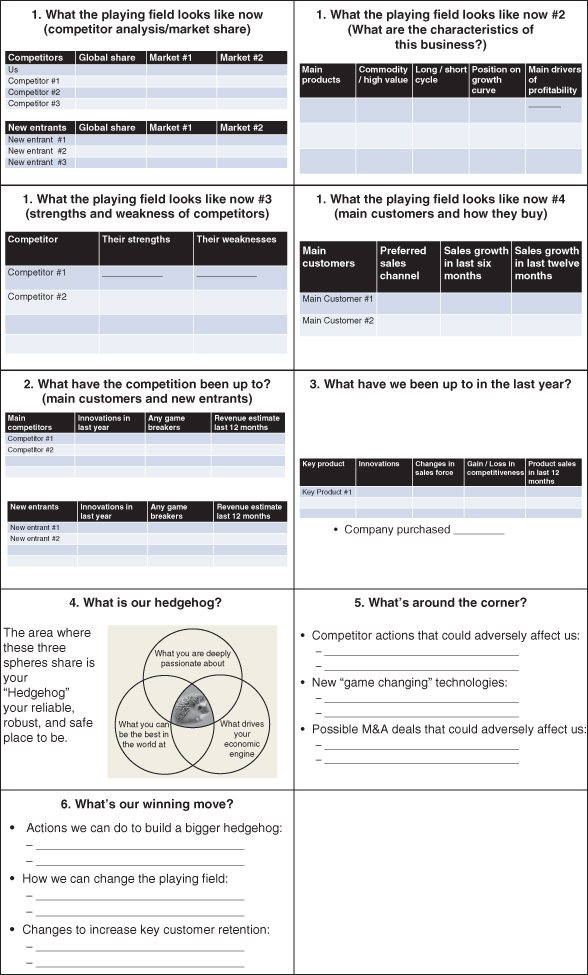 1. What the playing field looks like now
(competitor analysis/market share)
Competitors Global share Market #1 Market #2
Us
Competitor #1
Competitor #2
Competitor #3
New entrants Global share Market #1 Market #2
New entrant #1
New entrant #2
New entrant #3
1. What the playing field looks like now #2
(What are the characteristics of
this business?)
Main products Commodity / high value Long / short cycle Position on growth curve Main drivers of profitability
1. What the playing field looks like now #3
(strengths and weakness of competitors)
Competitor Their strengths Their weaknesses
Competitor #1
Competitor #2
1. What the playing field looks like now #4
(main customers and how they buy)
Main customers Preferred sales channel Sales growth in last six months Sales growth in last twelve months
Main Customer #1
Main Customer #2
2. What have the competition been up to?
(main customers and new entrants)
Main competitors Innovations in last year Any game breakers Revenue estimate last 12 months
Competitor #1
Competitor #2
New entrants Innovations in last year Any game breakers Revenue estimate last 12 months
New entrant #1
New entrant #2
3. What have we been up to in the last year?
Key product Innovations Changes in sales force Gain / Loss in competitiveness Product sales in last 12 months
Key Product #1
• Company purchased ________
4. What is our hedgehog?
The area where
these three
spheres share is
your
“Hedgehog”
your reliable,
robust, and safe
place to be.
What you are deeply
passionate about
What you can
be the best in
the world at
What drives
your
economic
engine
5. What’s around the corner?
• Competitor actions that could adversely affect us:
–
–
• New “game changing” technologies:
–
–
• Possible M&A deals that could adversely affect us:
–
–
6. What’s our winning move?
• Actions we can do to build a bigger hedgehog:
–
–
• How we can change the playing field:
–
–
• Changes to increase key customer retention:
–
–